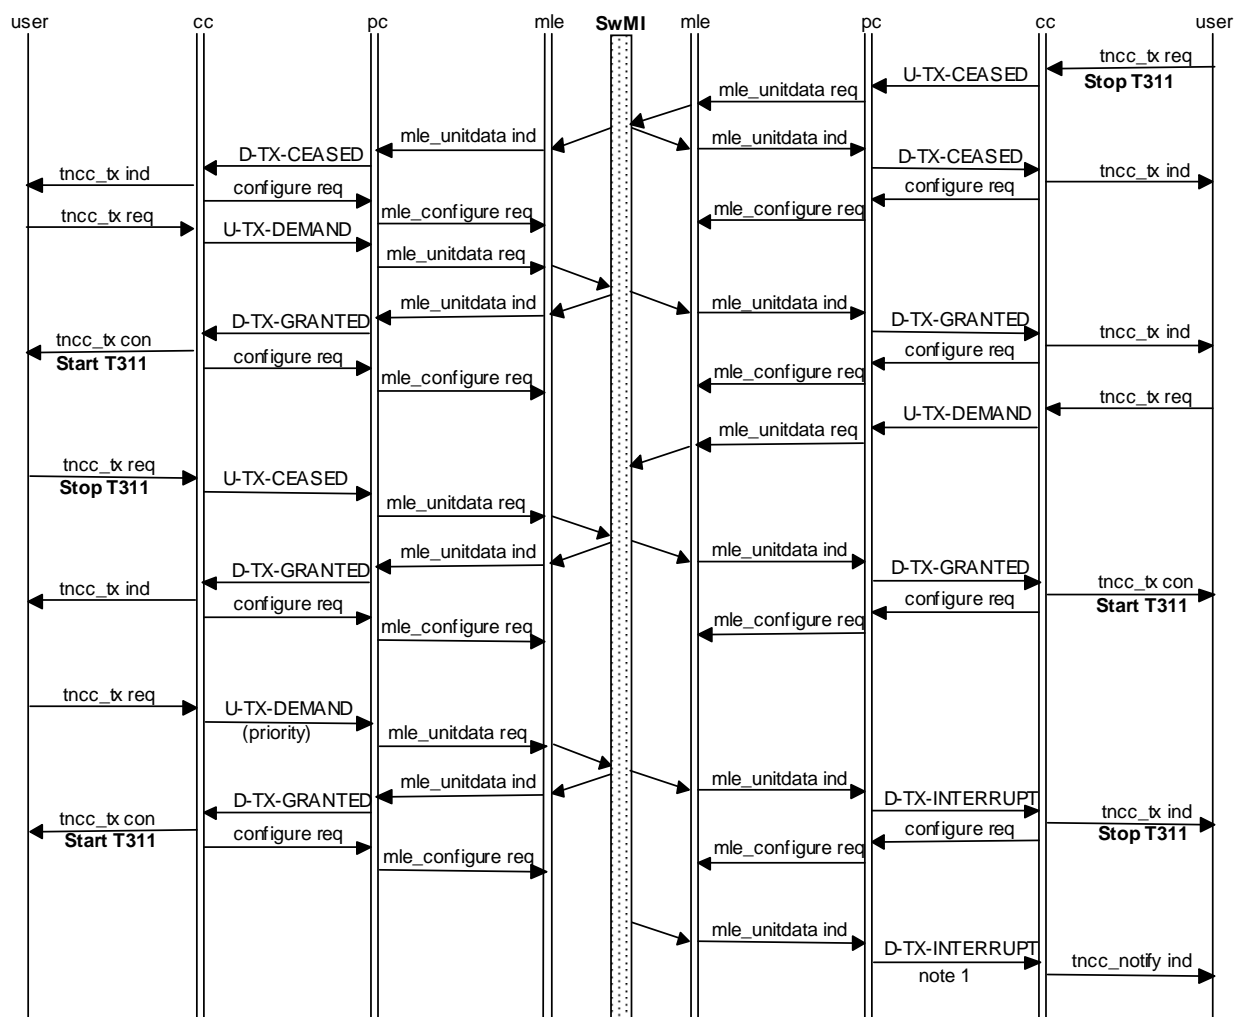 user cc pc mle SwMI mle pc cc user
tncc_tx req
U-TX-CEASED Stop T311
mle_unitdata req
mle_unitdata ind mle_unitdata ind
D-TX-CEASED D-TX-CEASED
tncc_tx ind tncc_tx ind
configure req configure req
tncc_tx req mle_configure req mle_configure req
U-TX-DEMAND
mle_unitdata req
mle_unitdata ind mle_unitdata ind
D-TX-GRANTED D-TX-GRANTED
tncc_tx con tncc_tx ind
Start T311 configure req configure req
mle_configure req mle_configure req
tncc_tx req
U-TX-DEMAND
mle_unitdata req
tncc_tx req
Stop T311 U-TX-CEASED
mle_unitdata req
mle_unitdata ind mle_unitdata ind
D-TX-GRANTED D-TX-GRANTED
tncc_tx ind tncc_tx con
configure req configure req Start T311
mle_configure req mle_configure req
tncc_tx req
U-TX-DEMAND
(priority)
mle_unitdata req
mle_unitdata ind mle_unitdata ind
D-TX-GRANTED D-TX-INTERRUPT
tncc_tx con tncc_tx ind
Start T311 configure req configure req Stop T311
mle_configure req mle_configure req
mle_unitdata ind
D-TX-INTERRUPT
tncc_notify ind
note 1